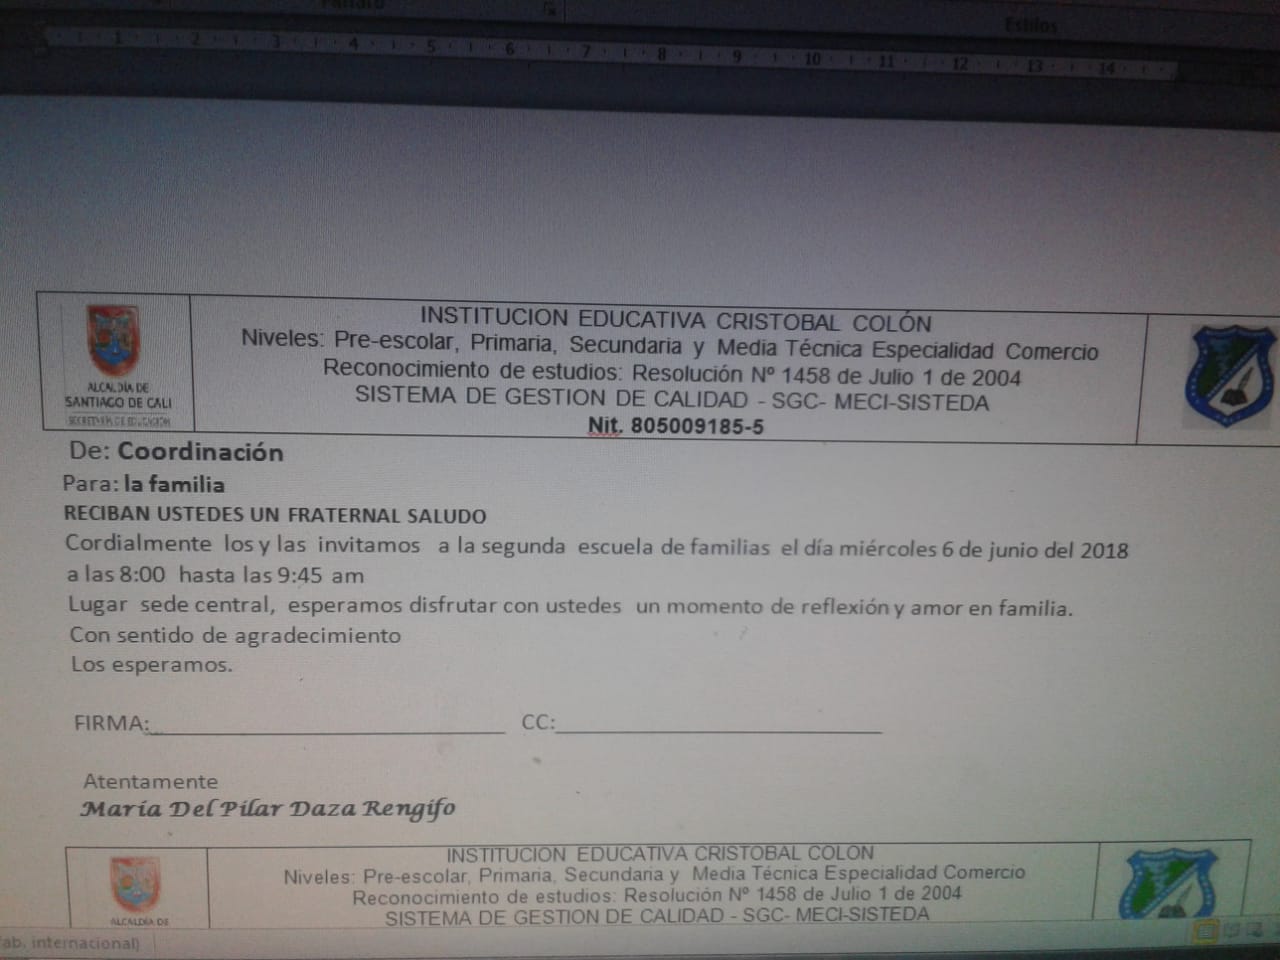 Párrafo
Estilos
1 2 3 4 5 6 7 8 9 10 11 12 13 14
INSTITUCION EDUCATIVA CRISTOBAL COLÓN
Niveles: Pre-escolar, Primaria, Secundaria y Media Técnica Especialidad Comercio
Reconocimiento de estudios: Resolución Nº 1458 de Julio 1 de 2004
SISTEMA DE GESTION DE CALIDAD - SGC- MECI-SISTEDA
Nit. 805009185-5
ALCALDÍA DE
SANTIAGO DE CALI
SECRETARÍA DE EDUCACIÓN
De: Coordinación
Para: la familia
RECIBAN USTEDES UN FRATERNAL SALUDO
Cordialmente los y las invitamos a la segunda escuela de familias el día miércoles 6 de junio del 2018
a las 8:00 hasta las 9:45 am
Lugar sede central, esperamos disfrutar con ustedes un momento de reflexión y amor en familia.
Con sentido de agradecimiento
Los esperamos.
FIRMA:______________________________ CC:______________________________
Atentamente
María Del Pilar Daza Rengifo
INSTITUCION EDUCATIVA CRISTOBAL COLON
Niveles: Pre-escolar, Primaria, Secundaria y Media Técnica Especialidad Comercio
Reconocimiento de estudios: Resolución Nº 1458 de Julio 1 de 2004
SISTEMA DE GESTION DE CALIDAD - SGC- MECI-SISTEDA
ALCALDÍA DE
fab. internacional)